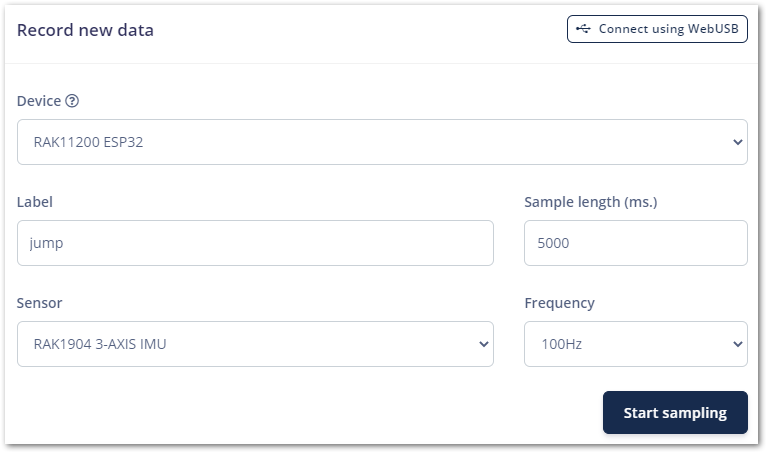 Record new data
Connect using WebUSB
Device
RAK11200 ESP32
Label
Sample length (ms.)
jump
5000
Sensor
Frequency
RAK1904 3-AXIS IMU
100Hz
Start sampling